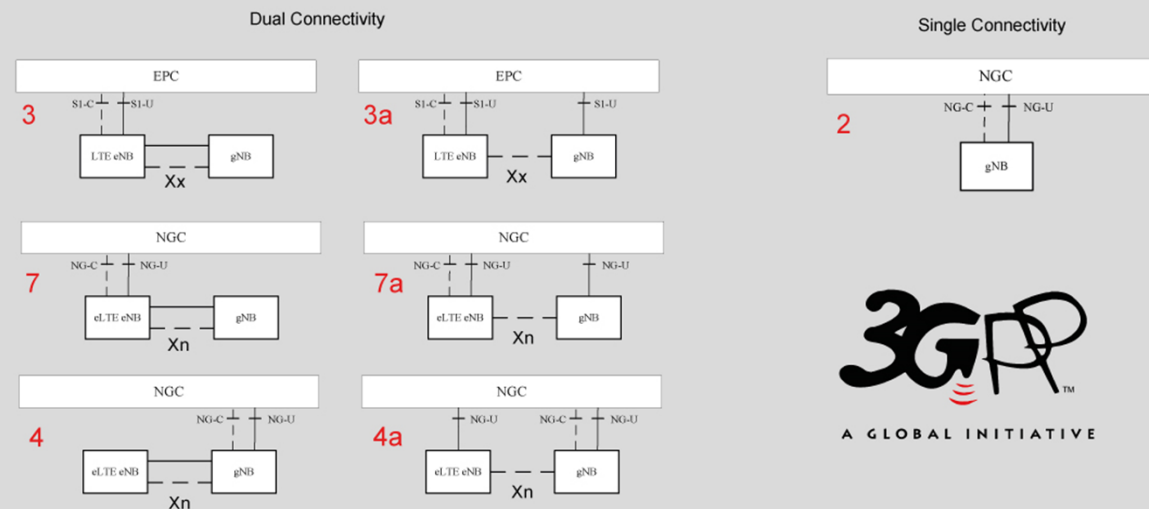 Dual Connectivity
Single Connectivity
EPC
S1-C S1-U
3
LTE eNB gNB
Xx
EPC
S1-C S1-U S1-U
3a
LTE eNB gNB
Xx
NGC
NG-C NG-U
2
gNB
NGC
NG-C NG-U
7
eLTE eNB gNB
Xn
NGC
NG-C NG-U NG-U
7a
eLTE eNB gNB
Xn
NGC
NG-C NG-U
4
eLTE eNB gNB
Xn
NGC
NG-U NG-C NG-U
4a
eLTE eNB gNB
Xn
3GPP
TM
A GLOBAL INITIATIVE